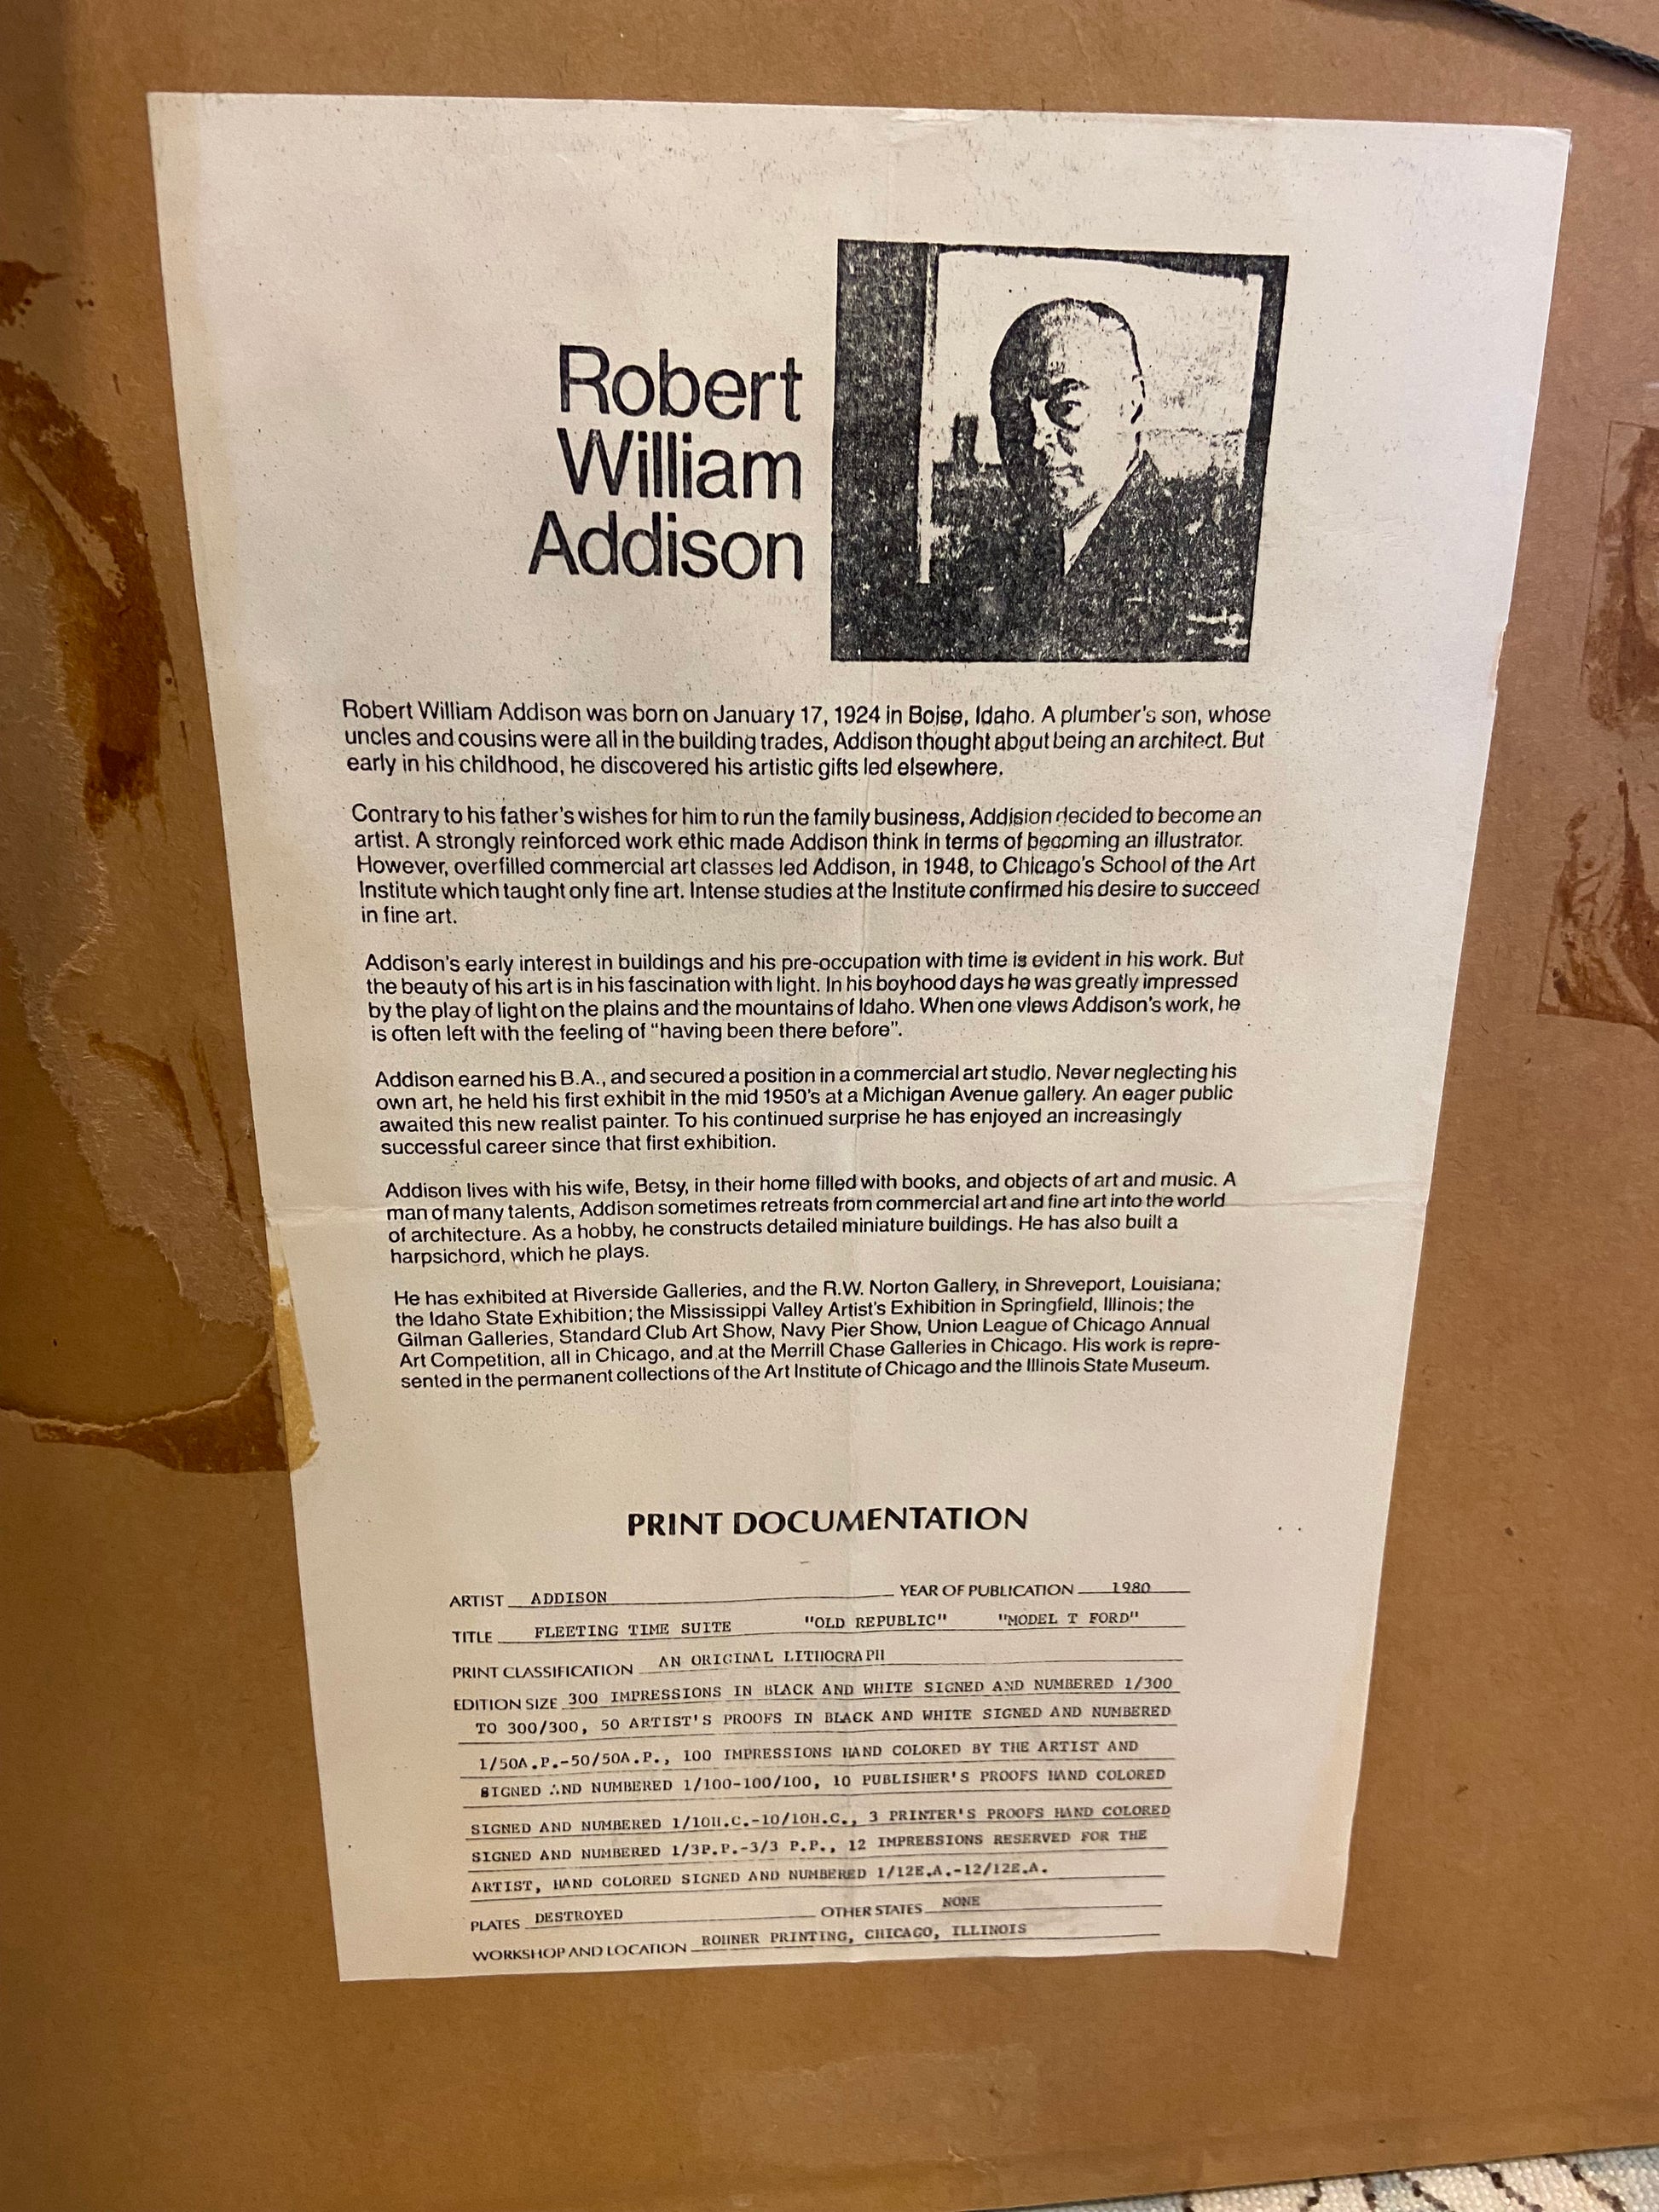 Robert
William
Addison
Robert William Addison was born on January 17, 1924 in Boise, Idaho. A plumber's son, whose
uncles and cousins were all in the building trades, Addison thought about being an architect. But
early in his childhood, he discovered his artistic gifts led elsewhere.
Contrary to his father's wishes for him to run the family business, Addision decided to become an
artist. A strongly reinforced work ethic made Addison think in terms of becoming an illustrator.
However, overfilled commercial art classes led Addison, in 1948, to Chicago's School of the Art
Institute which taught only fine art. Intense studies at the Institute confirmed his desire to succeed
in fine art.
Addison's early interest in buildings and his pre-occupation with time is evident in his work. But
the beauty of his art is in his fascination with light. In his boyhood days he was greatly impressed
by the play of light on the plains and the mountains of Idaho. When one views Addison's work, he
is often left with the feeling of "having been there before".
Addison earned his B.A., and secured a position in a commercial art studio. Never neglecting his
own art, he held his first exhibit in the mid 1950's at a Michigan Avenue gallery. An eager public
awaited this new realist painter. To his continued surprise he has enjoyed an increasingly
successful career since that first exhibition.
Addison lives with his wife, Betsy, in their home filled with books, and objects of art and music. A
man of many talents, Addison sometimes retreats from commercial art and fine art into the world
of architecture. As a hobby, he constructs detailed miniature buildings. He has also built a
harpsichord, which he plays.
He has exhibited at Riverside Galleries, and the R.W. Norton Gallery, in Shreveport, Louisiana;
the Idaho State Exhibition; the Mississippi Valley Artist's Exhibition in Springfield, Illinois; the
Gilman Galleries, Standard Club Art Show, Navy Pier Show, Union League of Chicago Annual
Art Competition, all in Chicago, and at the Merrill Chase Galleries in Chicago. His work is repre-
sented in the permanent collections of the Art Institute of Chicago and the Illinois State Museum.
PRINT DOCUMENTATION
ARTIST ADDISON YEAR OF PUBLICATION 1980
TITLE FLEETING TIME SUITE "OLD REPUBLIC" "MODEL T FORD"
PRINT CLASSIFICATION AN ORIGINAL LITHOGRAPH
EDITION SIZE 300 IMPRESSIONS IN BLACK AND WHITE SIGNED AND NUMBERED 1/300
TO 300/300, 50 ARTIST'S PROOFS IN BLACK AND WHITE SIGNED AND NUMBERED
1/50A.P.-50/50A.P., 100 IMPRESSIONS HAND COLORED BY THE ARTIST AND
SIGNED AND NUMBERED 1/100-100/100, 10 PUBLISHER'S PROOFS HAND COLORED
SIGNED AND NUMBERED 1/10H.C.-10/10H.C., 3 PRINTER'S PROOFS HAND COLORED
SIGNED AND NUMBERED 1/3P.P.-3/3 P.P., 12 IMPRESSIONS RESERVED FOR THE
ARTIST, HAND COLORED SIGNED AND NUMBERED 1/12E.A.-12/12E.A.
PLATES DESTROYED OTHER STATES NONE
WORKSHOP AND LOCATION ROHNER PRINTING, CHICAGO, ILLINOIS